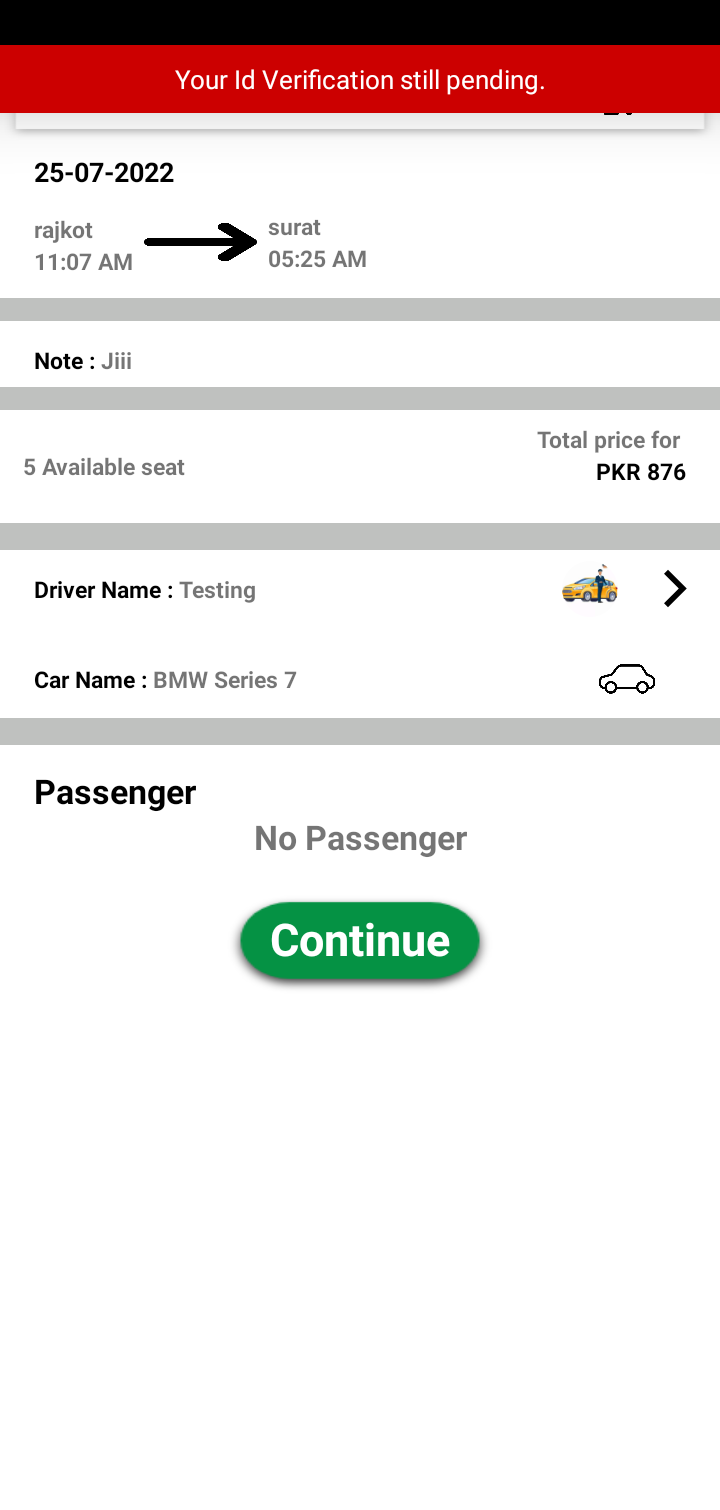 Your Id Verification still pending.
25-07-2022
rajkot
11:07 AM
surat
05:25 AM
Note : Jiii
5 Available seat
Total price for
PKR 876
Driver Name : Testing
Car Name : BMW Series 7
Passenger
No Passenger
Continue